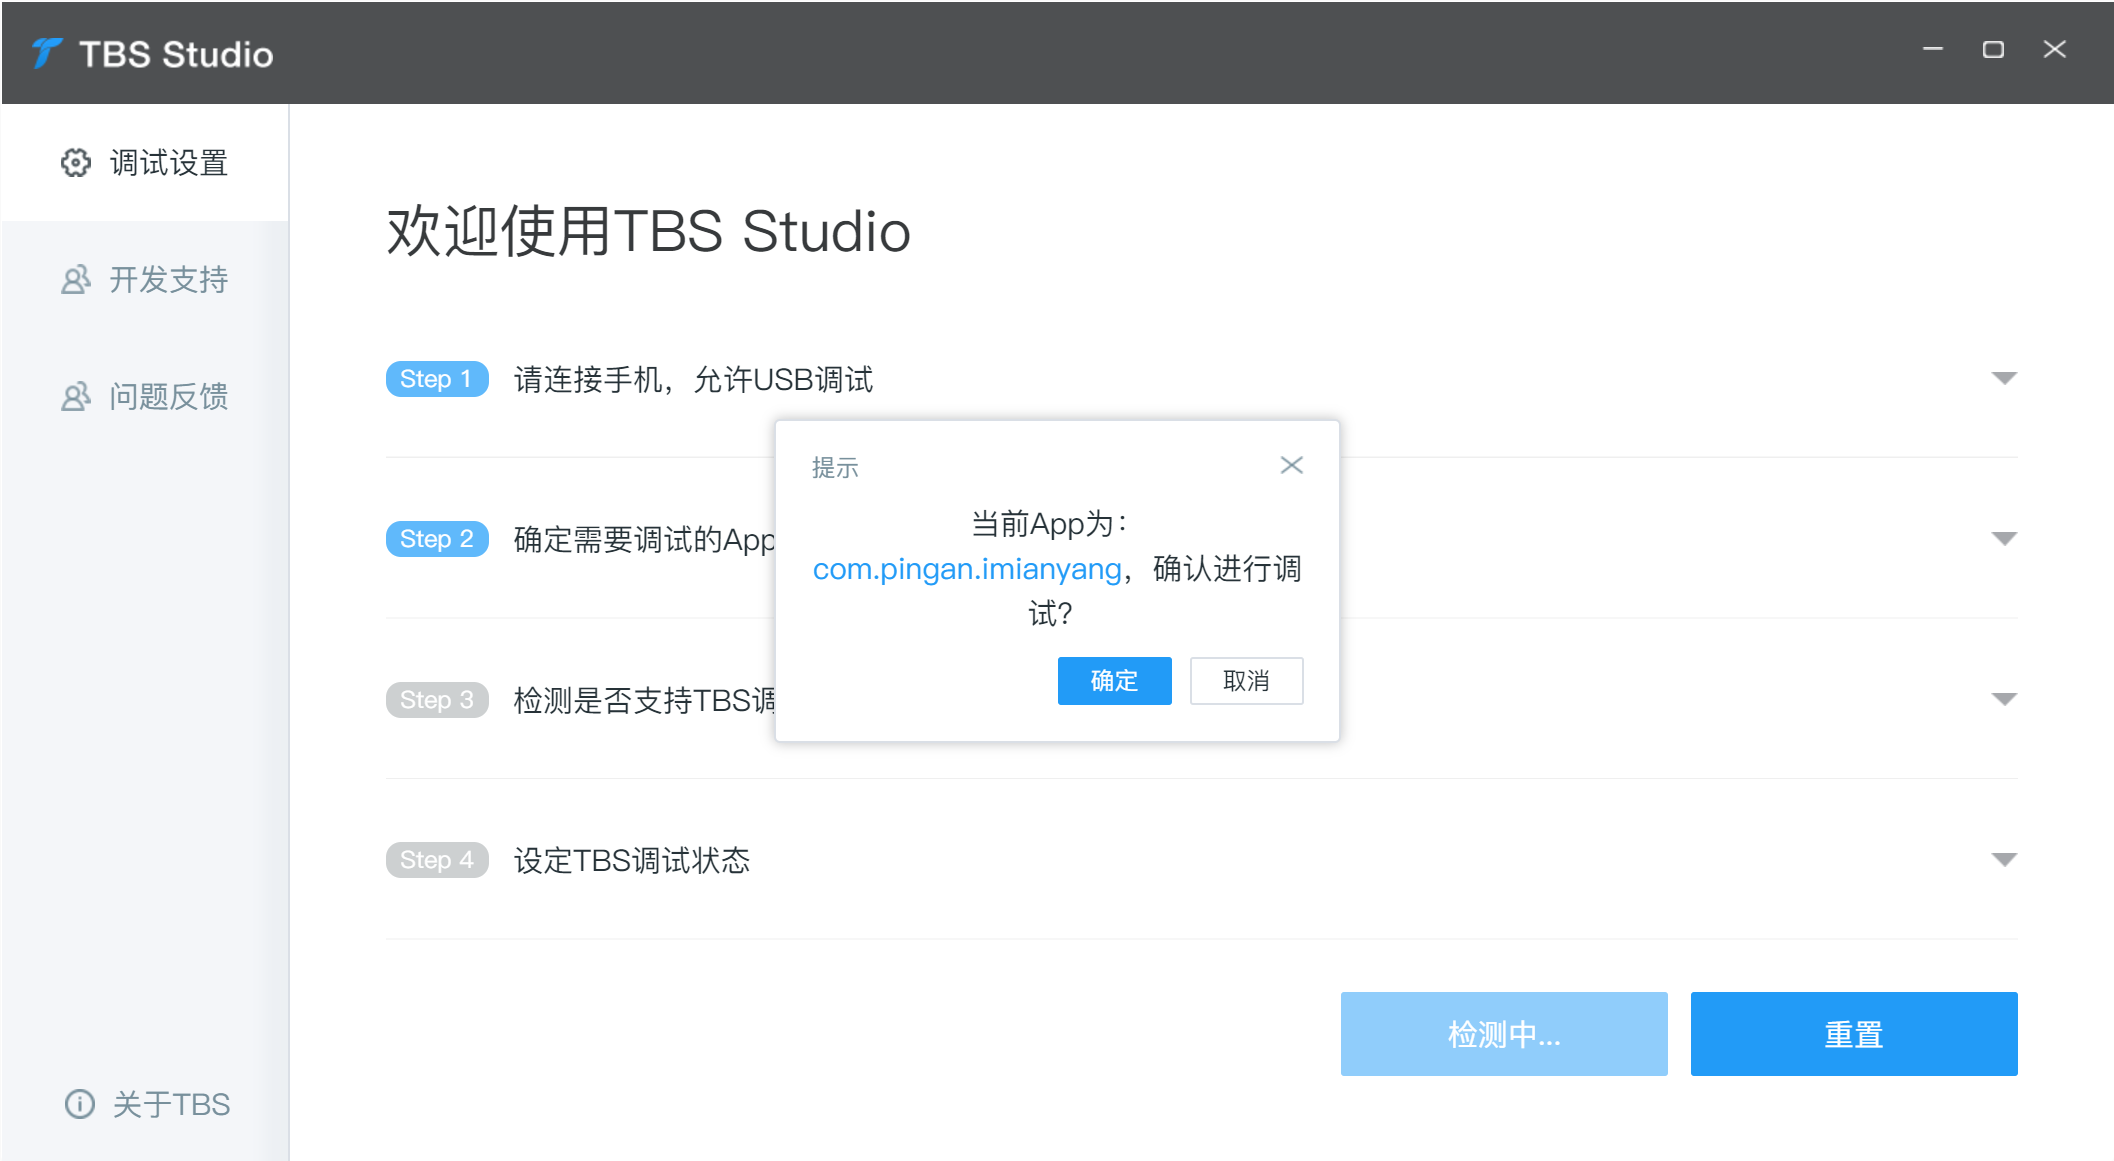 TBS Studio
调试设置
开发支持
问题反馈
关于TBS
欢迎使用TBS Studio
Step 1 请连接手机，允许USB调试
Step 2 确定需要调试的App
Step 3 检测是否支持TBS调
Step 4 设定TBS调试状态
提示
当前App为：
com.pingan.imianyang，确认进行调
试？
确定 取消
检测中... 重置